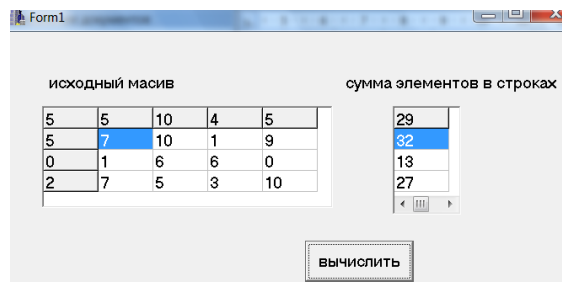 Form1
исходный масив
сумма элементов в строках
5 5 10 4 5
29
5 7 10 1 9
32
0 1 6 6 0
13
2 7 5 3 10
27
вычислить